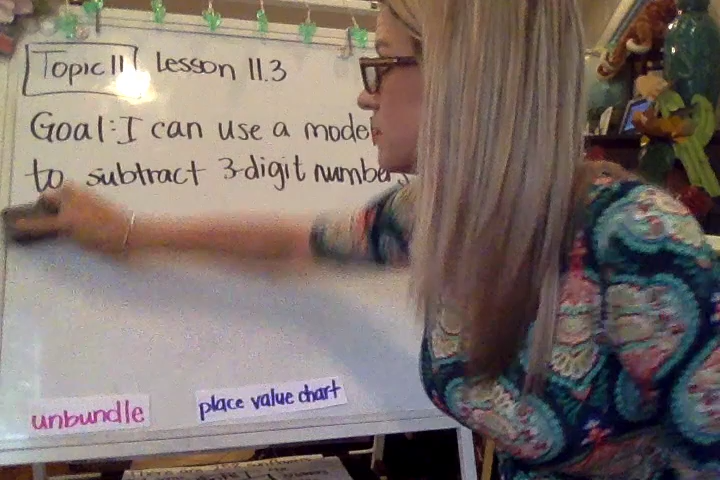 Topic 11 Lesson 11.3
Goal: I can use a model
to subtract 3-digit numbers
unbundle
place value chart